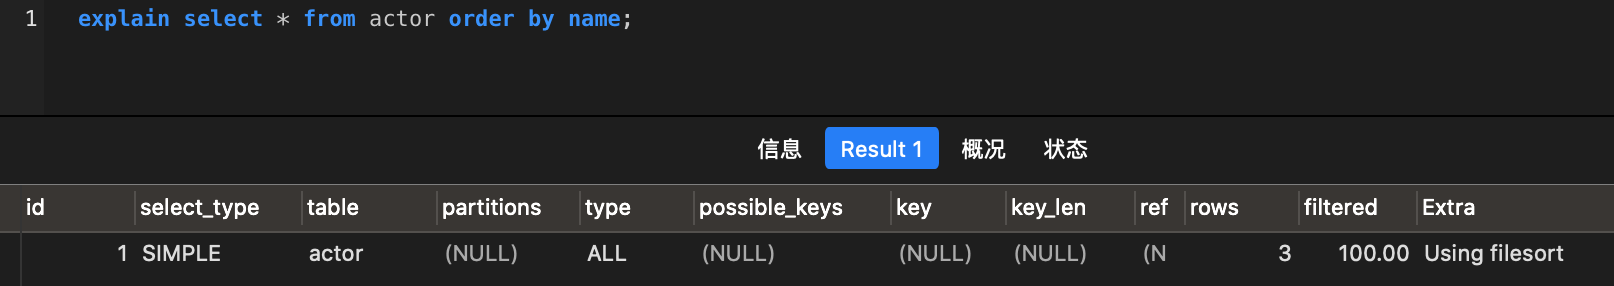 1 explain select * from actor order by name;
信息 Result 1 概况 状态
id select_type table partitions type possible_keys key key_len ref rows filtered Extra
1 SIMPLE actor (NULL) ALL (NULL) (NULL) (NULL) (N 3 100.00 Using filesort